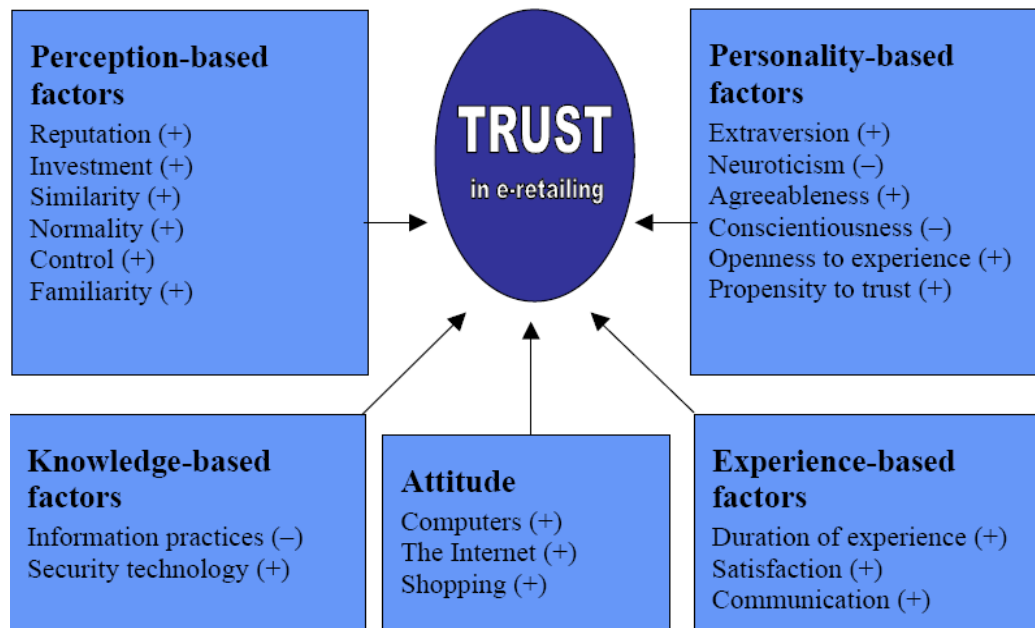 Perception-based
factors
Reputation (+)
Investment (+)
Similarity (+)
Normality (+)
Control (+)
Familiarity (+)
TRUST
in e-retailing
Personality-based
factors
Extraversion (+)
Neuroticism (–)
Agreeableness (+)
Conscientiousness (–)
Openness to experience (+)
Propensity to trust (+)
Knowledge-based
factors
Information practices (–)
Security technology (+)
Attitude
Computers (+)
The Internet (+)
Shopping (+)
Experience-based
factors
Duration of experience (+)
Satisfaction (+)
Communication (+)